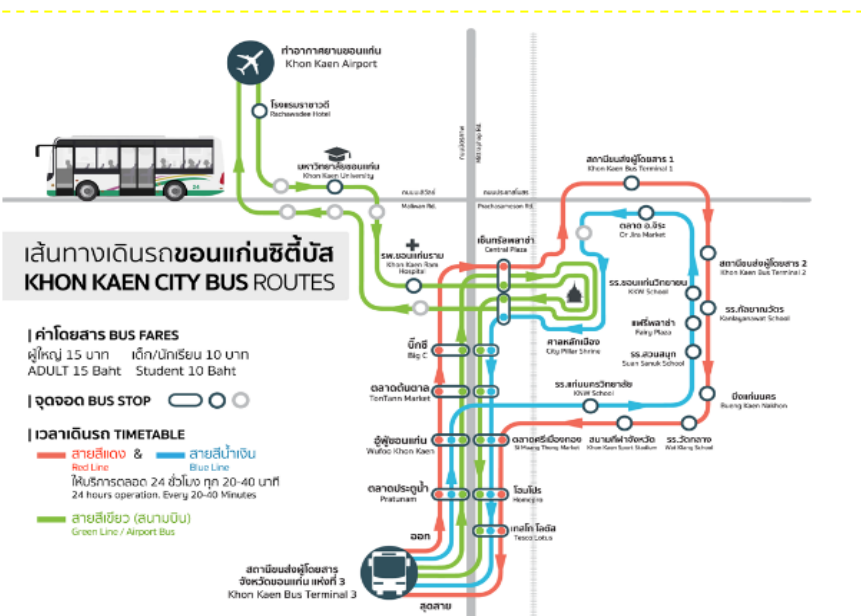 ท่าอากาศยานขอนแก่น
Khon Kaen Airport
โรงแรมราชาวดี
Rachawadee Hotel
มหาวิทยาลัยขอนแก่น
Khon Kaen University
ถนนมิตรภาพ
Mittraphap Rd.
ถนนมะลิวัลย์
Maliwan Rd.
ถนนประชาสโมสร
Prachasamoson Rd.
สถานีขนส่งผู้โดยสาร 1
Khon Kaen Bus Terminal 1
ตลาด อ.จิระ
Or Jira Market
เซ็นทรัลพลาซ่า
Central Plaza
รพ.ขอนแก่นราม
Khon Kaen Ram
Hospital
สถานีขนส่งผู้โดยสาร 2
Khon Kaen Bus Terminal 2
รร.ขอนแก่นวิทยายน
KKW School
รร.กัลยาณวัตร
Kanlayanawat School
แฟรี่พลาซ่า
Fairy Plaza
ศาลหลักเมือง
City Pillar Shrine
รร.สวนสนุก
Suan Sanuk School
เส้นทางเดินรถขอนแก่นซิตี้บัส
KHON KAEN CITY BUS ROUTES
| ค่าโดยสาร BUS FARES
ผู้ใหญ่ 15 บาท เด็ก/นักเรียน 10 บาท
ADULT 15 Baht Student 10 Baht
| จุดจอด BUS STOP
| เวลาเดินรถ TIMETABLE
สายสีแดง & สายสีน้ำเงิน
Red Line Blue Line
ให้บริการตลอด 24 ชั่วโมง ทุก 20-40 นาที
24 hours operation. Every 20-40 Minutes
สายสีเขียว (สนามบิน)
Green Line / Airport Bus
บิ๊กซี
Big C
ตลาดต้นตาล
TonTann Market
รร.แก่นนครวิทยาลัย
KNW School
บึงแก่นนคร
Bueng Kaen Nakhon
อู้ฟู่ขอนแก่น
Wufoo Khon Kaen
ตลาดศรีเมืองทอง
Si Mueng Thong Market
สนามกีฬาจังหวัด
Khon Kaen Sport Stadium
รร.วัดกลาง
Wat Klang School
ตลาดประตูน้ำ
Pratunam
โฮมโปร
Homepro
เทสโก โลตัส
Tesco Lotus
ออก
สถานีขนส่งผู้โดยสาร
จังหวัดขอนแก่น แห่งที่ 3
Khon Kaen Bus Terminal 3
สุดสาย